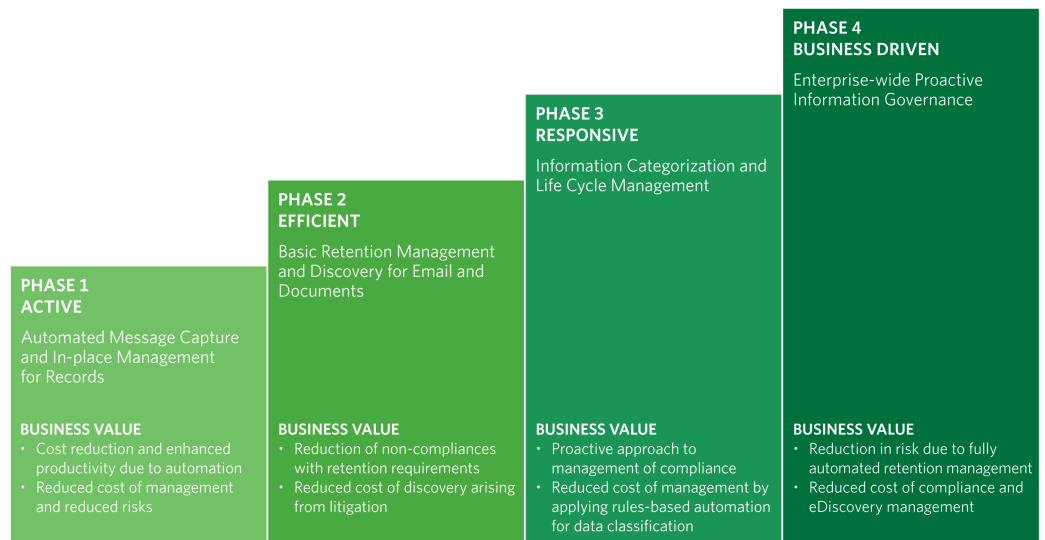 PHASE 1
ACTIVE
Automated Message Capture
and In-place Management
for Records
BUSINESS VALUE
• Cost reduction and enhanced
productivity due to automation
• Reduced cost of management
and reduced risks
PHASE 2
EFFICIENT
Basic Retention Management
and Discovery for Email and
Documents
BUSINESS VALUE
• Reduction of non-compliances
with retention requirements
• Reduced cost of discovery arising
from litigation
PHASE 3
RESPONSIVE
Information Categorization and
Life Cycle Management
BUSINESS VALUE
• Proactive approach to
management of compliance
• Reduced cost of management by
applying rules-based automation
for data classification
PHASE 4
BUSINESS DRIVEN
Enterprise-wide Proactive
Information Governance
BUSINESS VALUE
• Reduction in risk due to fully
automated retention management
• Reduced cost of compliance and
eDiscovery management